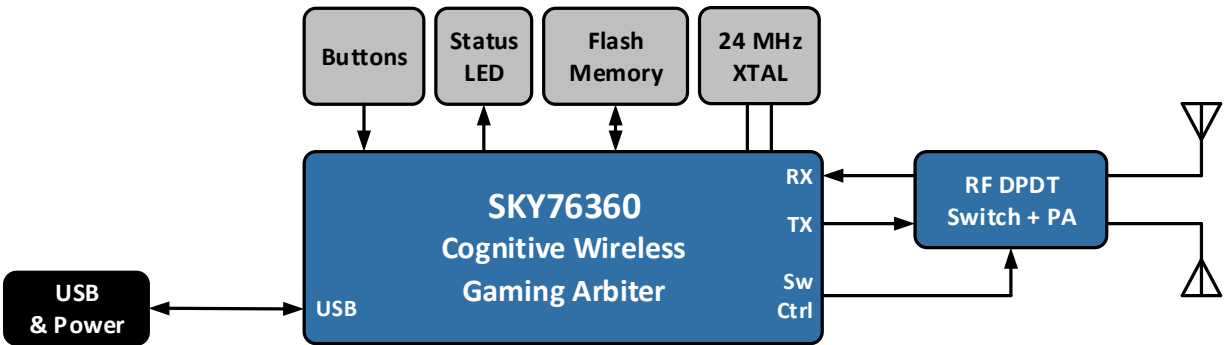 Buttons
Status
LED
Flash
Memory
24 MHz
XTAL
SKY76360
Cognitive Wireless
Gaming Arbiter
RX
TX
Sw
Ctrl
USB
RF DPDT
Switch + PA
USB
& Power